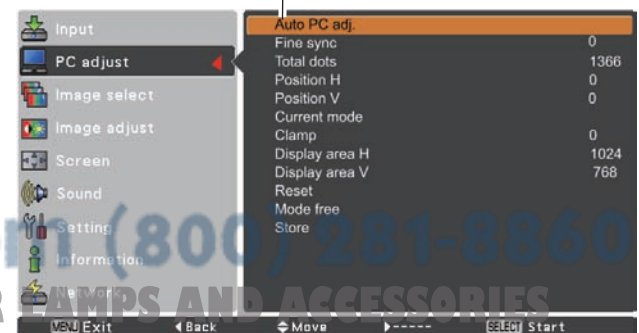 Input
PC adjust
Image select
Image adjust
Screen
Sound
Setting
Information
Network
Auto PC adj.
Fine sync 0
Total dots 1366
Position H 0
Position V 0
Current mode
Clamp 0
Display area H 1024
Display area V 768
Reset
Mode free
Store
om (800) 281-8860
R LAMPS AND ACCESSORIES
MENU Exit
Back
Move
-----
SELECT Start